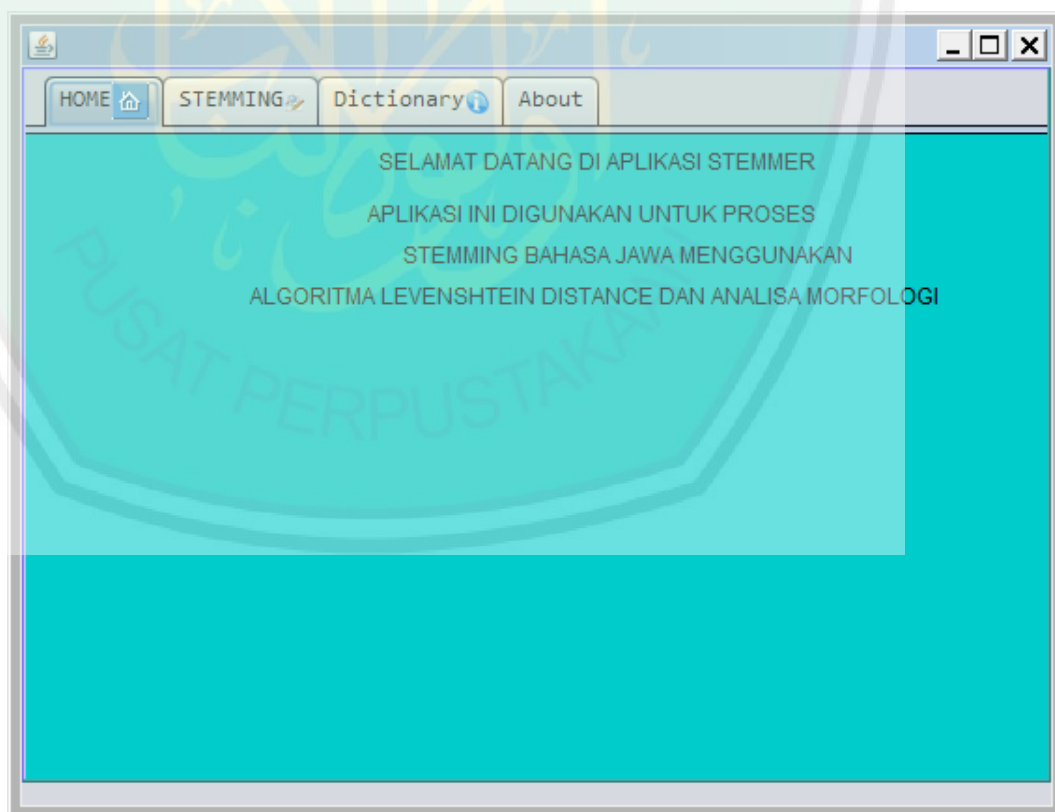 HOME STEMMING Dictionary About
SELAMAT DATANG DI APLIKASI STEMMER
APLIKASI INI DIGUNAKAN UNTUK PROSES
STEMMING BAHASA JAWA MENGGUNAKAN
ALGORITMA LEVENSHTEIN DISTANCE DAN ANALISA MORFOLOGI
PUSAT PERPUSTAKAAN